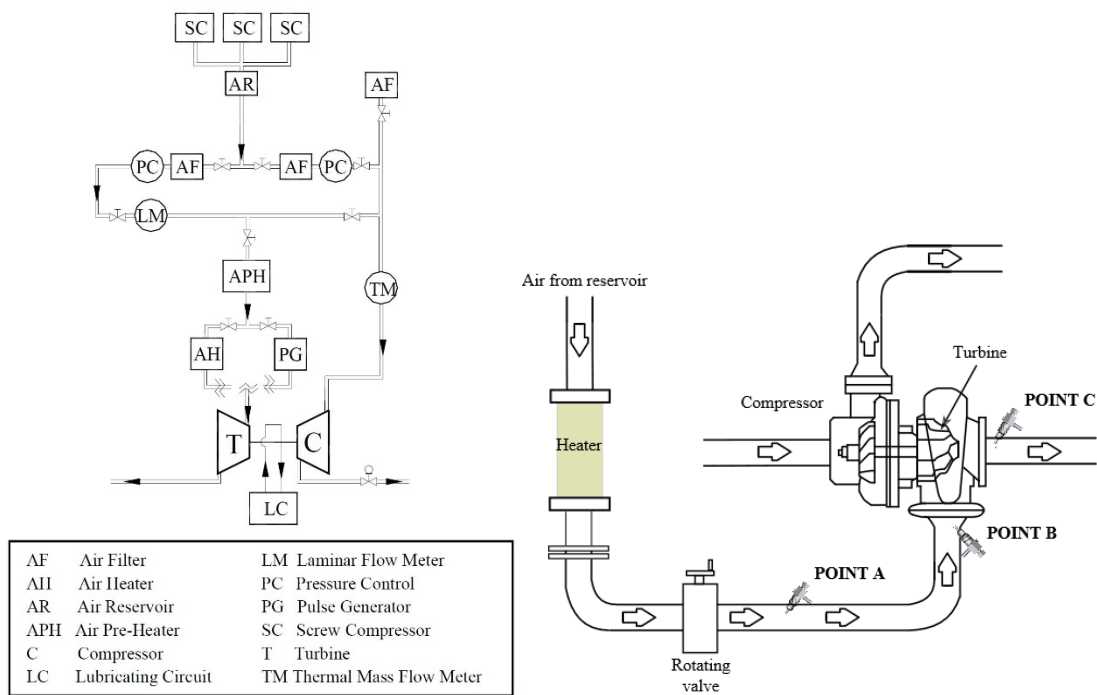 SC SC SC
AR
AF
PC AF AF PC
LM
APH
TM
AH PG
T C
LC
AF Air Filter
AH Air Heater
AR Air Reservoir
APH Air Pre-Heater
C Compressor
LC Lubricating Circuit
LM Laminar Flow Meter
PC Pressure Control
PG Pulse Generator
SC Screw Compressor
T Turbine
TM Thermal Mass Flow Meter
Air from reservoir
Turbine
POINT C
Compressor
Heater
POINT B
POINT A
Rotating
valve